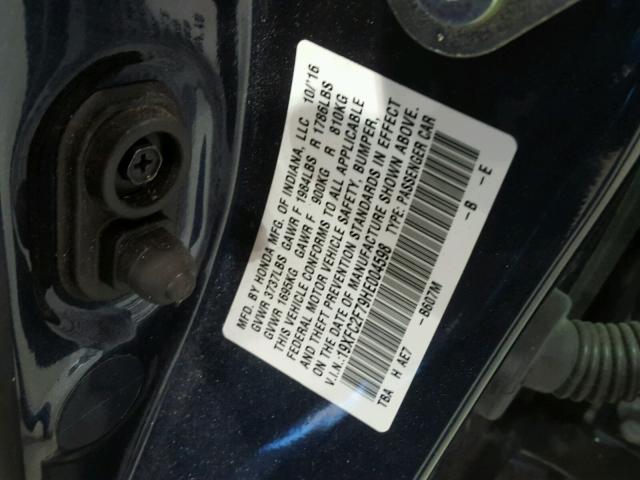 MFD. BY HONDA MFG. OF INDIANA, LLC 10/'16
GVWR 3737LBS GAWR F 1984LBS R 1786LBS
GVWR 1695KG GAWR F 900KG R 810KG
THIS VEHICLE CONFORMS TO ALL APPLICABLE
FEDERAL MOTOR VEHICLE SAFETY, BUMPER,
AND THEFT PREVENTION STANDARDS IN EFFECT
ON THE DATE OF MANUFACTURE SHOWN ABOVE.
V.I.N.: 19XFC2F79HE004698 TYPE: PASSENGER CAR
TBA H AE7 - B607M - B - E